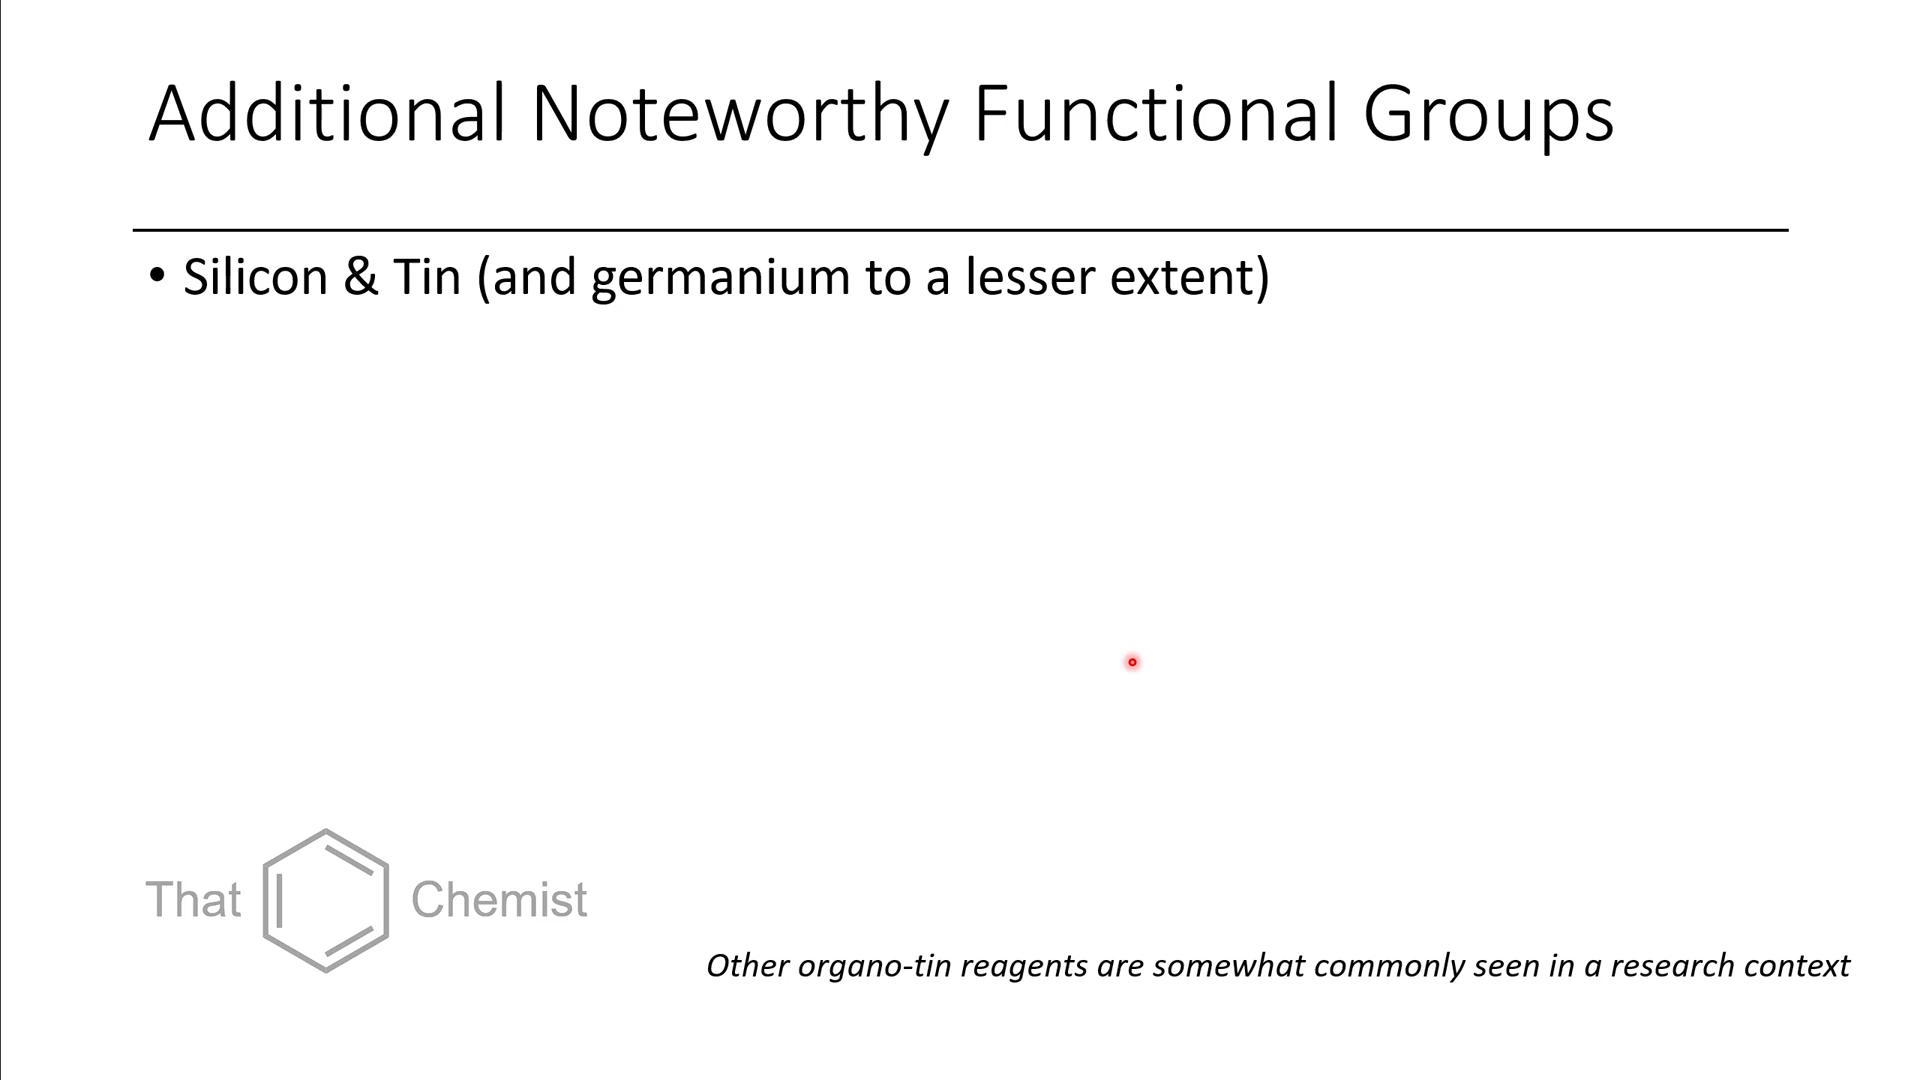 Additional Noteworthy Functional Groups
• Silicon & Tin (and germanium to a lesser extent)
That Chemist
Other organo-tin reagents are somewhat commonly seen in a research context